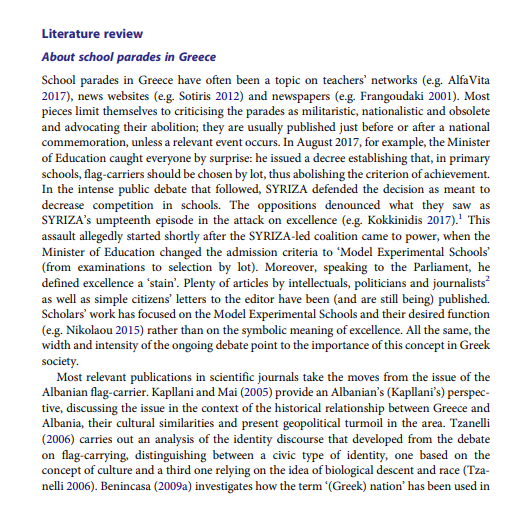 Literature review
About school parades in Greece
School parades in Greece have often been a topic on teachers' networks (e.g. AlfaVita
2017), news websites (e.g. Sotiris 2012) and newspapers (e.g. Frangoudaki 2001). Most
pieces limit themselves to criticising the parades as militaristic, nationalistic and obsolete
and advocating their abolition; they are usually published just before or after a national
commemoration, unless a relevant event occurs. In August 2017, for example, the Minister
of Education caught everyone by surprise: he issued a decree establishing that, in primary
schools, flag-carriers should be chosen by lot, thus abolishing the criterion of achievement.
In the intense public debate that followed, SYRIZA defended the decision as meant to
decrease competition in schools. The oppositions denounced what they saw as
SYRIZA's umpteenth episode in the attack on excellence (e.g. Kokkinidis 2017).¹ This
assault allegedly started shortly after the SYRIZA-led coalition came to power, when the
Minister of Education changed the admission criteria to 'Model Experimental Schools'
(from examinations to selection by lot). Moreover, speaking to the Parliament, he
defined excellence a 'stain'. Plenty of articles by intellectuals, politicians and journalists²
as well as simple citizens' letters to the editor have been (and are still being) published.
Scholars' work has focused on the Model Experimental Schools and their desired function
(e.g. Nikolaou 2015) rather than on the symbolic meaning of excellence. All the same, the
width and intensity of the ongoing debate point to the importance of this concept in Greek
society.
Most relevant publications in scientific journals take the moves from the issue of the
Albanian flag-carrier. Kapllani and Mai (2005) provide an Albanian's (Kapllani's) perspec-
tive, discussing the issue in the context of the historical relationship between Greece and
Albania, their cultural similarities and present geopolitical turmoil in the area. Tzanelli
(2006) carries out an analysis of the identity discourse that developed from the debate
on flag-carrying, distinguishing between a civic type of identity, one based on the
concept of culture and a third one relying on the idea of biological descent and race (Tza-
nelli 2006). Benincasa (2009a) investigates how the term '(Greek) nation' has been used in